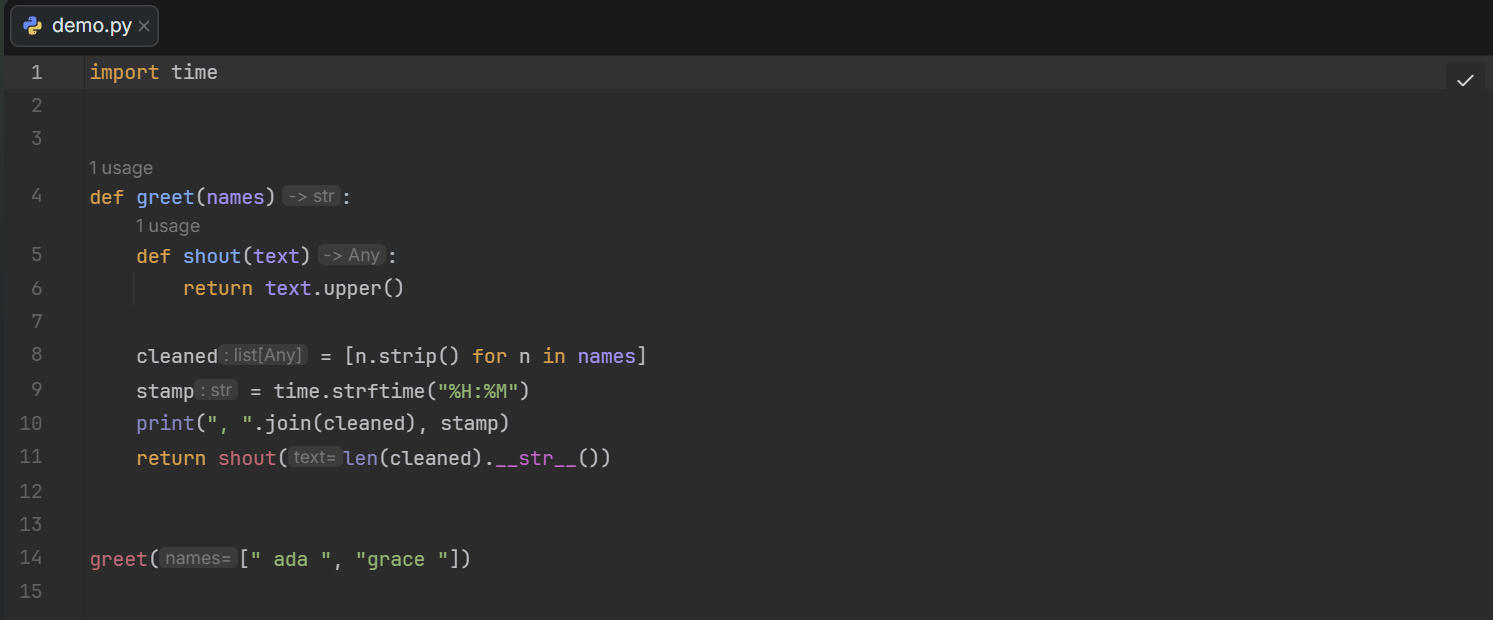 demo.py
1 import time
2
3
1 usage
4 def greet(names) -> str:
1 usage
5     def shout(text) -> Any:
6         return text.upper()
7
8     cleaned : list[Any] = [n.strip() for n in names]
9     stamp : str = time.strftime("%H:%M")
10     print(", ".join(cleaned), stamp)
11     return shout( text= len(cleaned).__str__())
12
13
14 greet( names= [" ada ", "grace "])
15